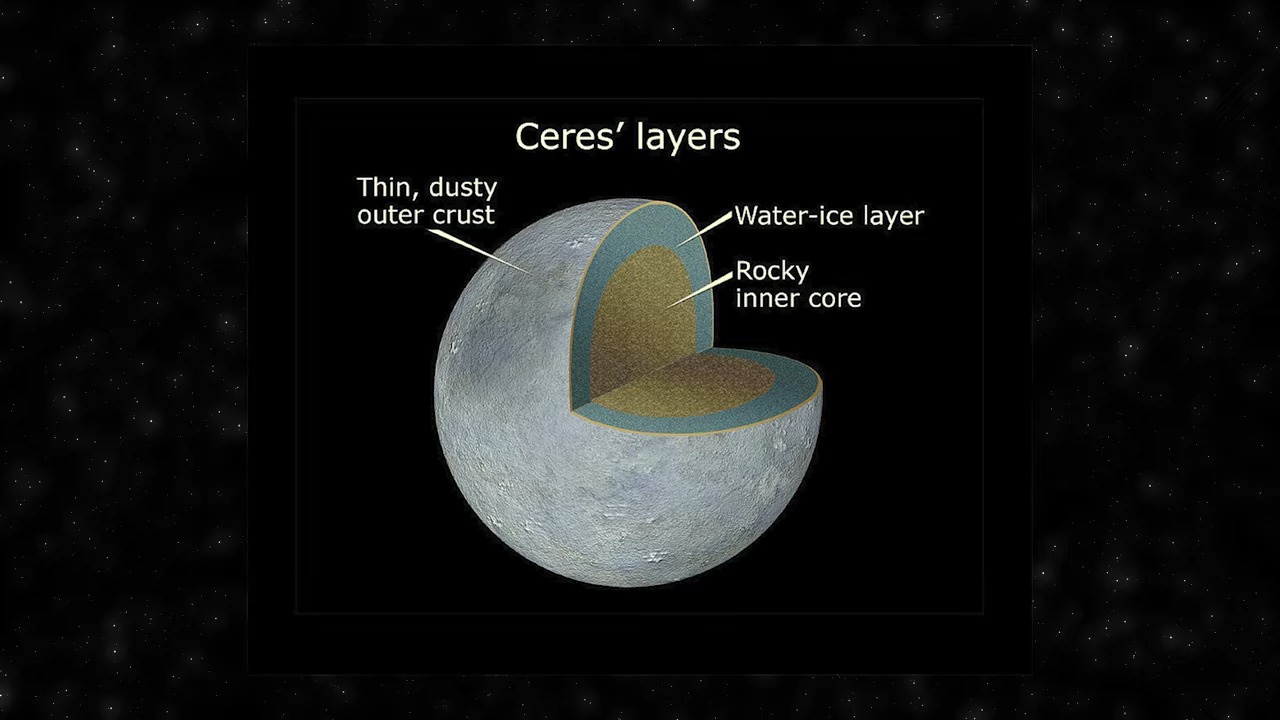 Ceres’ layers
Thin, dusty
outer crust
Water-ice layer
Rocky
inner core